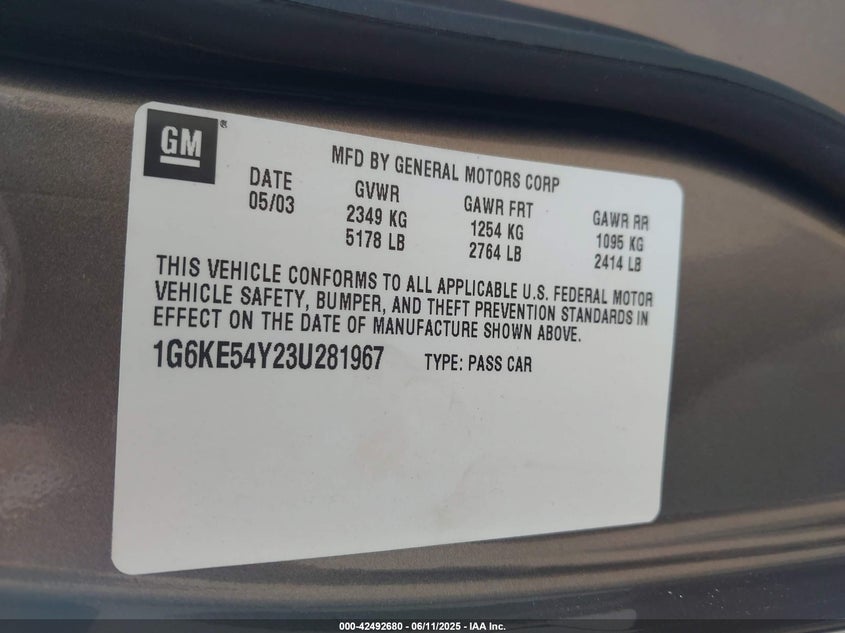 GM®
MFD BY GENERAL MOTORS CORP
DATE GVWR GAWR FRT GAWR RR
05/03 2349 KG 1254 KG 1095 KG
5178 LB 2764 LB 2414 LB
THIS VEHICLE CONFORMS TO ALL APPLICABLE U.S. FEDERAL MOTOR
VEHICLE SAFETY, BUMPER, AND THEFT PREVENTION STANDARDS IN
EFFECT ON THE DATE OF MANUFACTURE SHOWN ABOVE.
1G6KE54Y23U281967 TYPE: PASS CAR
000-42492680 - 06/11/2025 - IAA Inc.